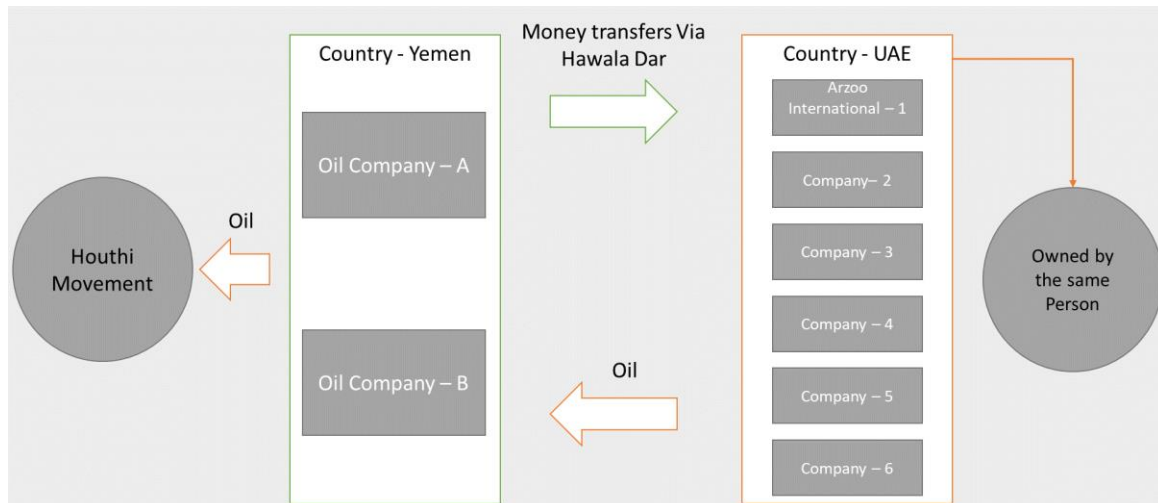 Houthi
Movement
Oil
Country - Yemen
Oil Company – A
Oil Company – B
Money transfers Via
Hawala Dar
Oil
Country - UAE
Arzoo
International – 1
Company– 2
Company – 3
Company – 4
Company – 5
Company – 6
Owned by
the same
Person